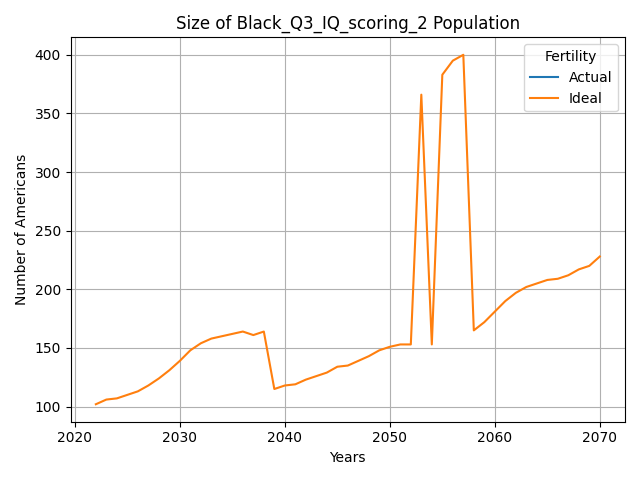 Size of Black_Q3_IQ_scoring_2 Population
Number of Americans
400
350
300
250
200
150
100
Fertility
Actual
Ideal
2020 2030 2040 2050 2060 2070
Years